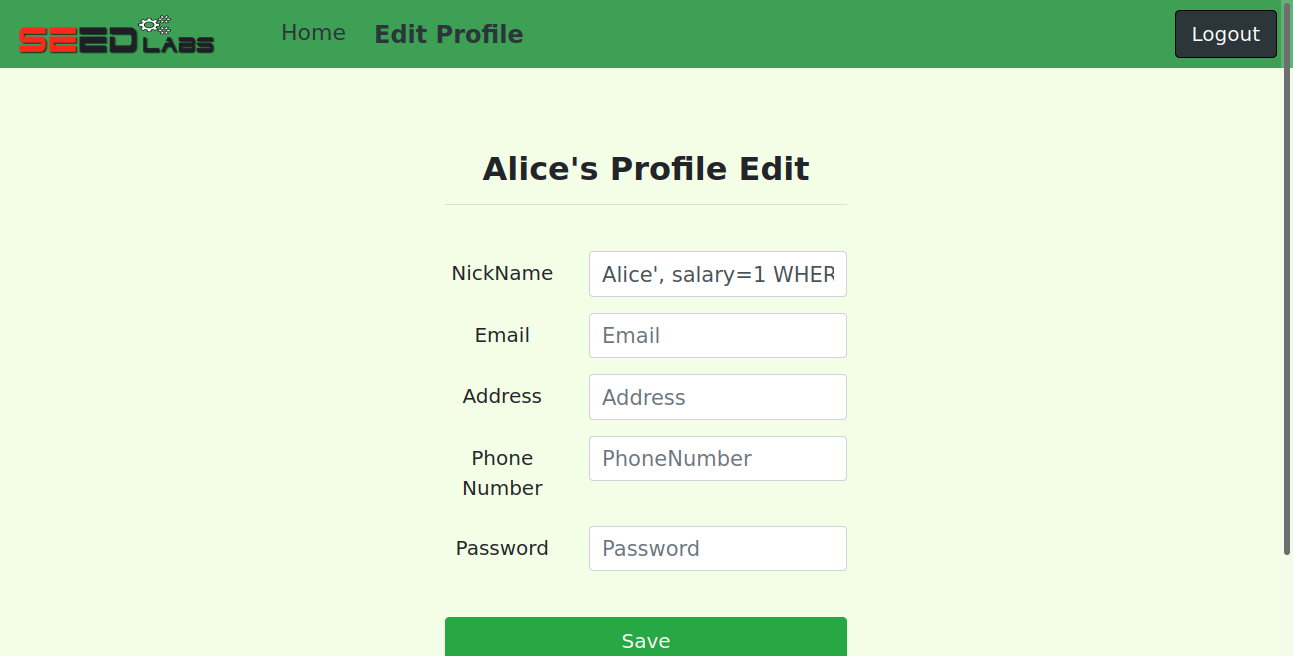 SEED LABS Home Edit Profile Logout
Alice's Profile Edit
NickName Alice', salary=1 WHER
Email Email
Address Address
Phone PhoneNumber
Number
Password Password
Save